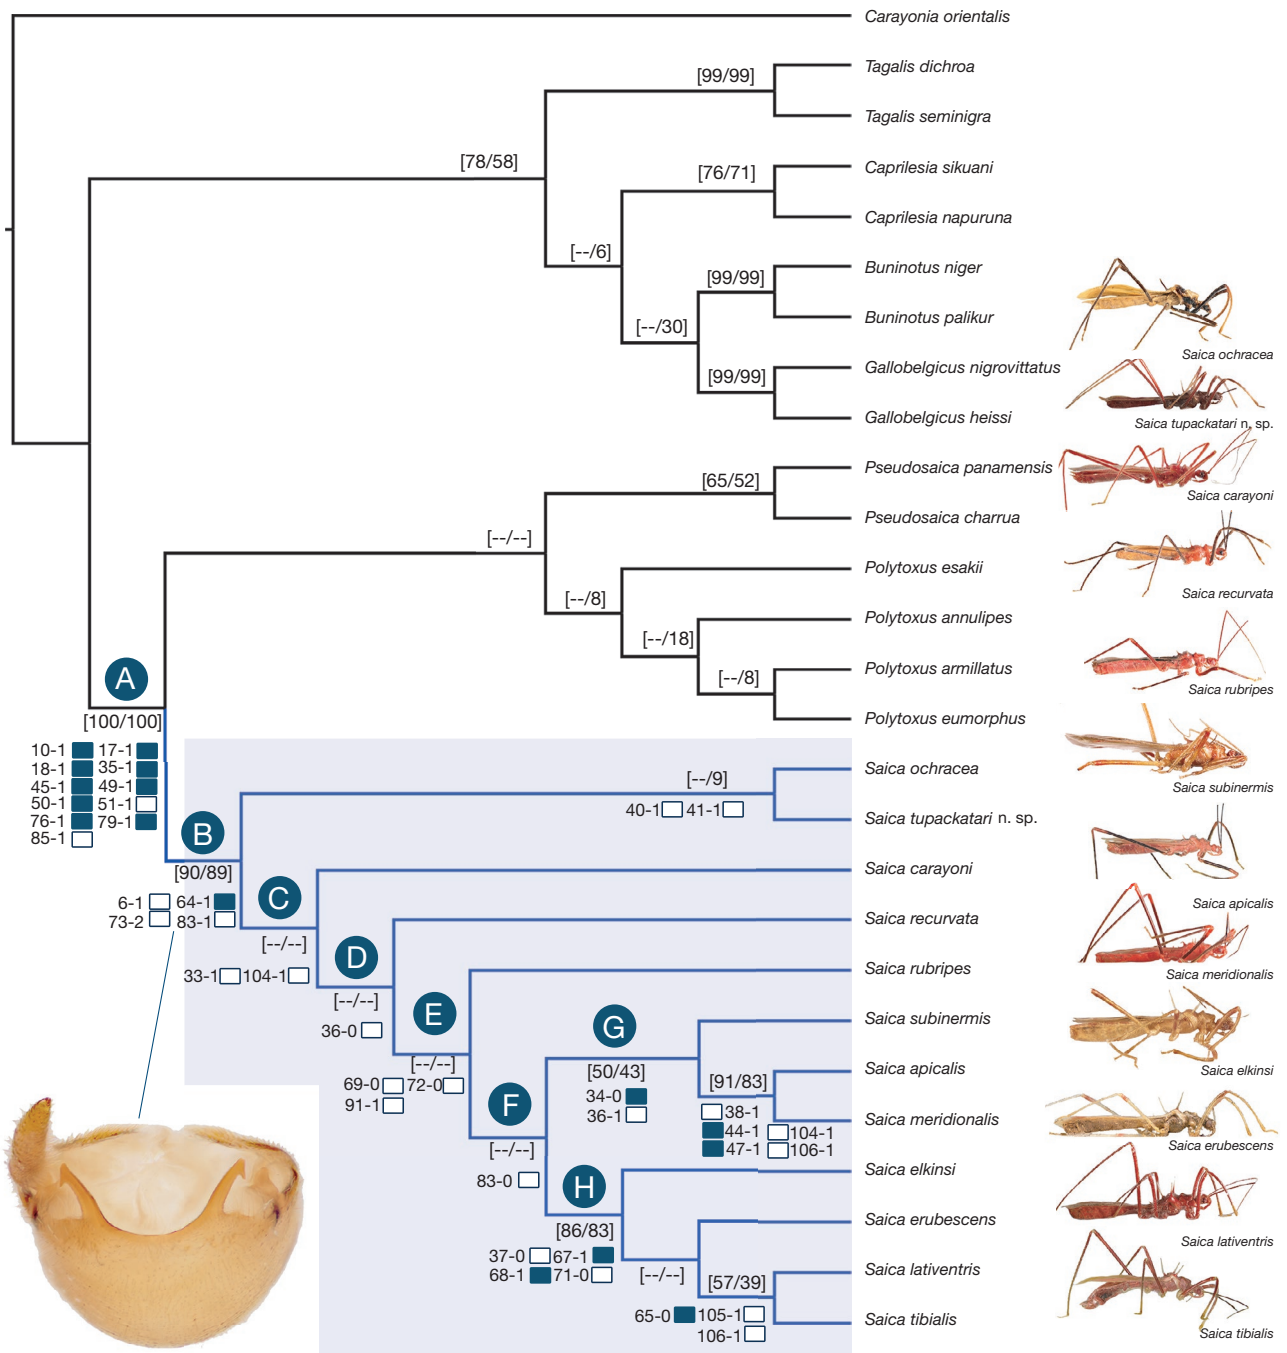 Carayonia orientalis
[99/99]
Tagalis dichroa
Tagalis seminigra
[78/58]
[76/71]
Caprilesia sikuani
Caprilesia napuruna
[--/6]
[99/99]
Buninotus niger
Buninotus palikur
[--/30]
[99/99]
Gallobelgicus nigrovittatus
Gallobelgicus heissi
[65/52]
Pseudosaica panamensis
Pseudosaica charrua
[--/--]
Polytoxus esakii
[--/8]
Polytoxus annulipes
[--/18]
Polytoxus armillatus
[--/8]
Polytoxus eumorphus
A
[100/100]
10-1 17-1
18-1 35-1
45-1 49-1
50-1 51-1
76-1 79-1
85-1
[--/9]
Saica ochracea
40-1 41-1
Saica tupackatari n. sp.
B
[90/89]
6-1 64-1
73-2 83-1
C
Saica carayoni
[--/--]
33-1 104-1
D
Saica recurvata
[--/--]
36-0
E
Saica rubripes
[--/--]
69-0 72-0
91-1
F
[--/--]
83-0
G
[50/43]
34-0
36-1
Saica subinermis
[91/83]
Saica apicalis
Saica meridionalis
38-1
44-1 104-1
47-1 106-1
H
[86/83]
37-0 67-1
68-1 71-0
Saica elkinsi
Saica erubescens
[--/--]
[57/39]
Saica lativentris
65-0 105-1
106-1
Saica tibialis
Saica ochracea
Saica tupackatari n. sp.
Saica carayoni
Saica recurvata
Saica rubripes
Saica subinermis
Saica apicalis
Saica meridionalis
Saica elkinsi
Saica erubescens
Saica lativentris
Saica tibialis